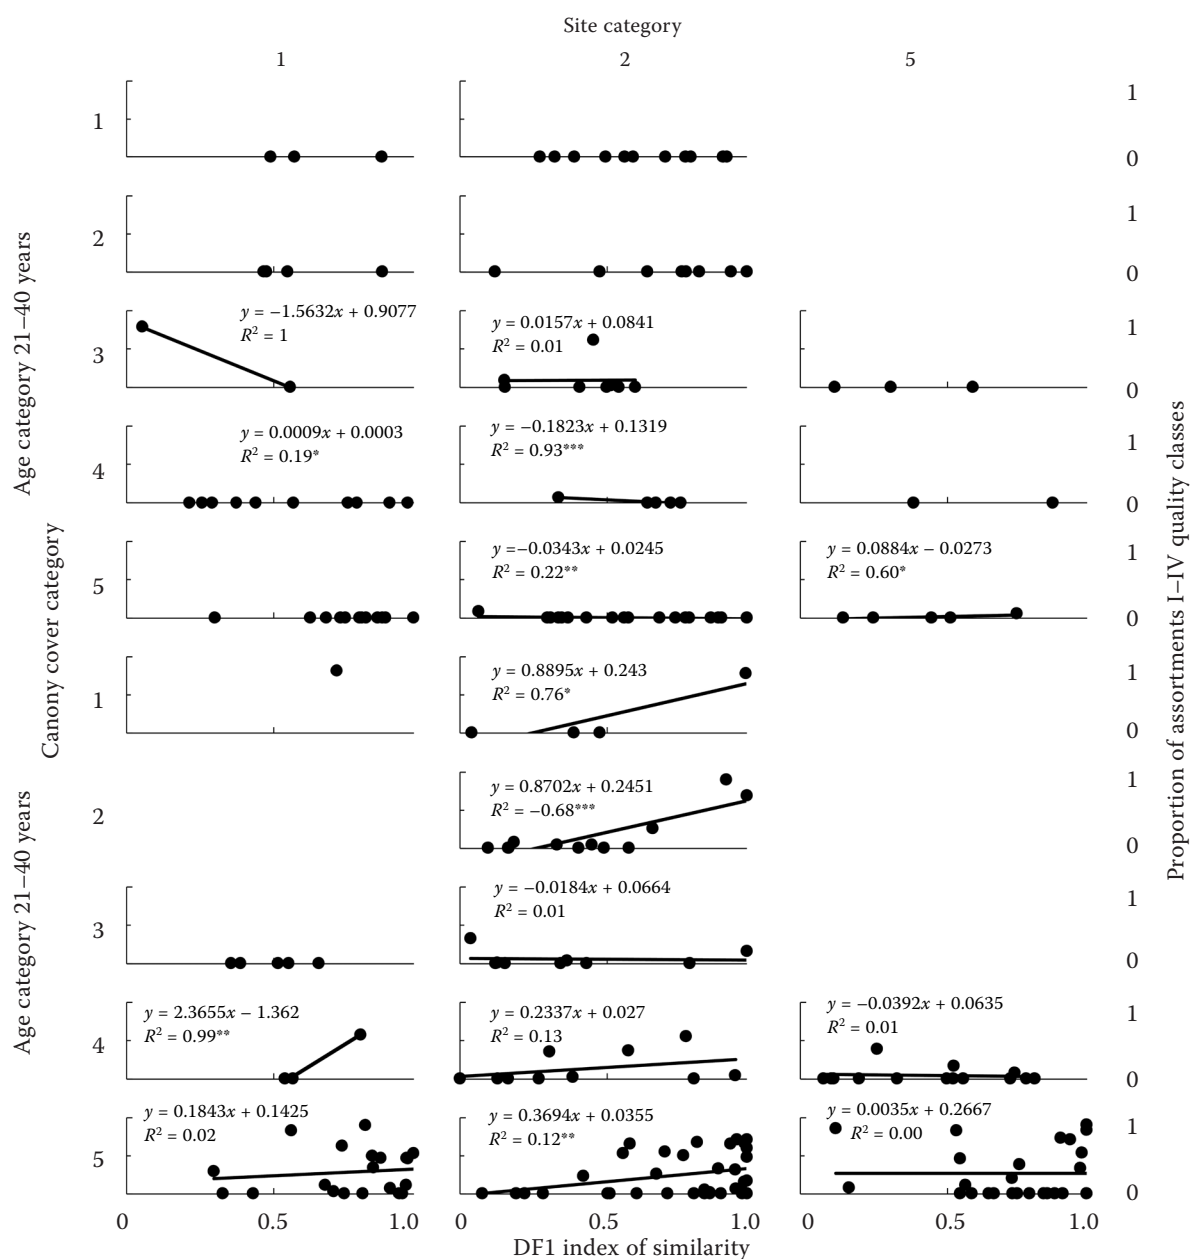 Site category
1 2 5
1 1
0
2 1
0
Age category 21–40 years
y = −1.5632x + 0.9077
R² = 1
y = 0.0157x + 0.0841
R² = 0.01
3 1
0
y = 0.0009x + 0.0003
R² = 0.19*
y = −0.1823x + 0.1319
R² = 0.93***
4 1
0
Canony cover category
y =−0.0343x + 0.0245
R² = 0.22**
y = 0.0884x − 0.0273
R² = 0.60*
5 1
0
Proportion of assortments I–IV quality classes
y = 0.8895x + 0.243
R² = 0.76*
1 1
0
y = 0.8702x + 0.2451
R² = −0.68***
2 1
0
Age category 21–40 years
y = −0.0184x + 0.0664
R² = 0.01
3 1
0
y = 2.3655x − 1.362
R² = 0.99**
y = 0.2337x + 0.027
R² = 0.13
y = −0.0392x + 0.0635
R² = 0.01
4 1
0
y = 0.1843x + 0.1425
R² = 0.02
y = 0.3694x + 0.0355
R² = 0.12**
y = 0.0035x + 0.2667
R² = 0.00
5 1
0
0 0.5 1.0 0 0.5 1.0 0 0.5 1.0
DF1 index of similarity